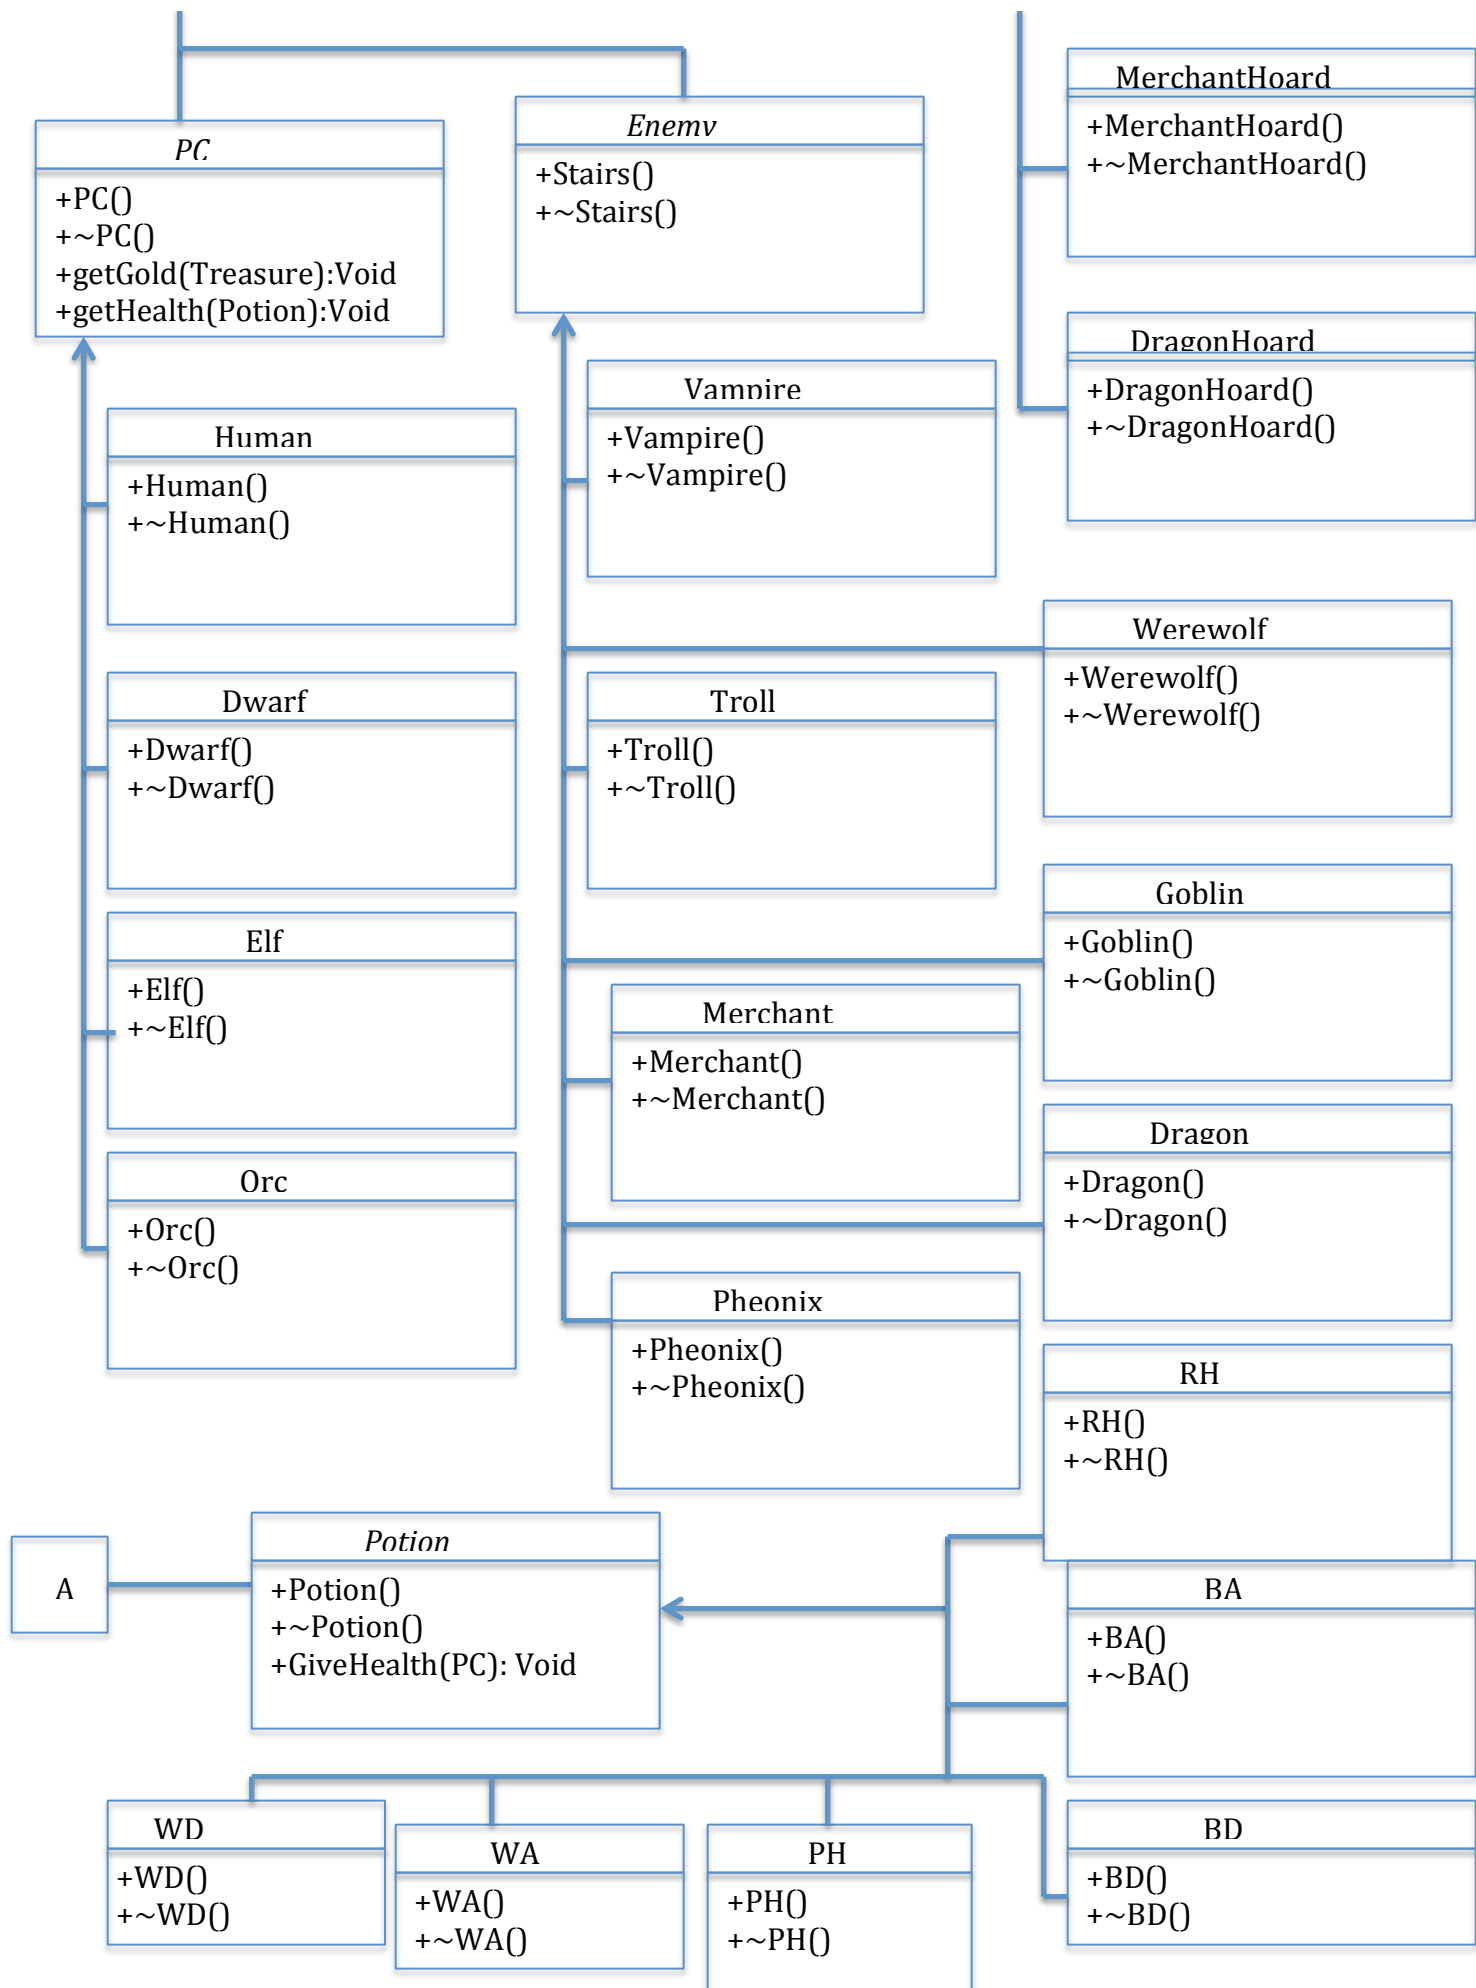 MerchantHoard
+MerchantHoard()
+~MerchantHoard()
Enemy
+Stairs()
+~Stairs()
PC
+PC()
+~PC()
+getGold(Treasure):Void
+getHealth(Potion):Void
DragonHoard
+DragonHoard()
+~DragonHoard()
Vampire
+Vampire()
+~Vampire()
Human
+Human()
+~Human()
Werewolf
+Werewolf()
+~Werewolf()
Dwarf
+Dwarf()
+~Dwarf()
Troll
+Troll()
+~Troll()
Goblin
+Goblin()
+~Goblin()
Elf
+Elf()
+~Elf()
Merchant
+Merchant()
+~Merchant()
Dragon
+Dragon()
+~Dragon()
Orc
+Orc()
+~Orc()
Pheonix
+Pheonix()
+~Pheonix()
RH
+RH()
+~RH()
A
Potion
+Potion()
+~Potion()
+GiveHealth(PC): Void
BA
+BA()
+~BA()
WD
+WD()
+~WD()
WA
+WA()
+~WA()
PH
+PH()
+~PH()
BD
+BD()
+~BD()